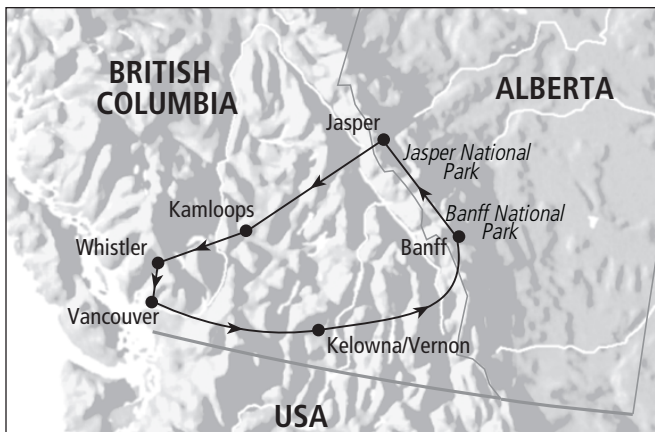 BRITISH
COLUMBIA
ALBERTA
Jasper
Jasper National
Park
Kamloops
Banff National
Park
Whistler
Banff
Vancouver
Kelowna/Vernon
USA